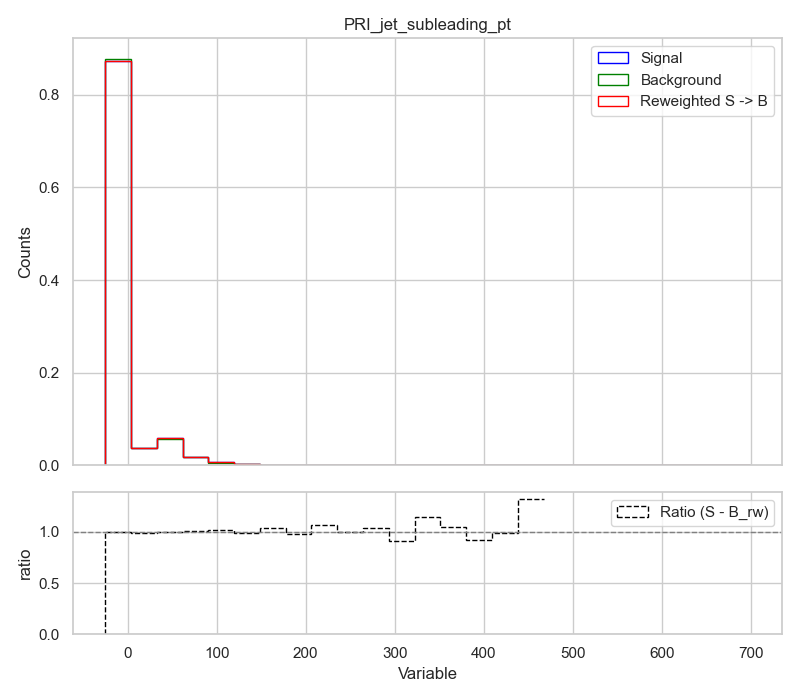 PRI_jet_subleading_pt
Signal
Background
Reweighted S -> B
Counts
0.8
0.6
0.4
0.2
0.0
Ratio (S - B_rw)
ratio
1.0
0.5
0.0
0 100 200 300 400 500 600 700
Variable